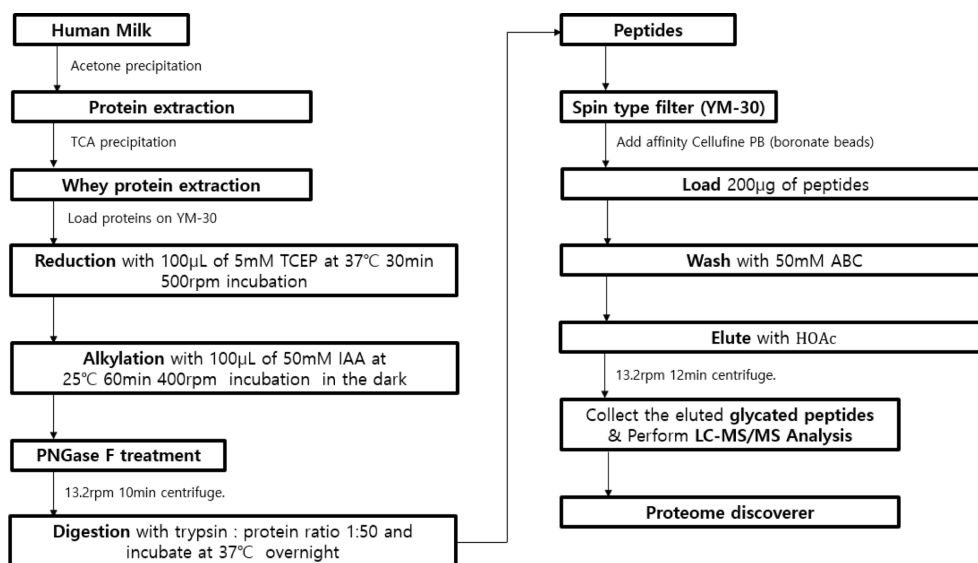 Human Milk
Acetone precipitation
Protein extraction
TCA precipitation
Whey protein extraction
Load proteins on YM-30
Reduction with 100μL of 5mM TCEP at 37℃ 30min
500rpm incubation
Alkylation with 100μL of 50mM IAA at
25℃ 60min 400rpm incubation in the dark
PNGase F treatment
13.2rpm 10min centrifuge.
Digestion with trypsin : protein ratio 1:50 and
incubate at 37℃ overnight
Peptides
Spin type filter (YM-30)
Add affinity Cellufine PB (boronate beads)
Load 200μg of peptides
Wash with 50mM ABC
Elute with HOAc
13.2rpm 12min centrifuge.
Collect the eluted glycated peptides
& Perform LC-MS/MS Analysis
Proteome discoverer